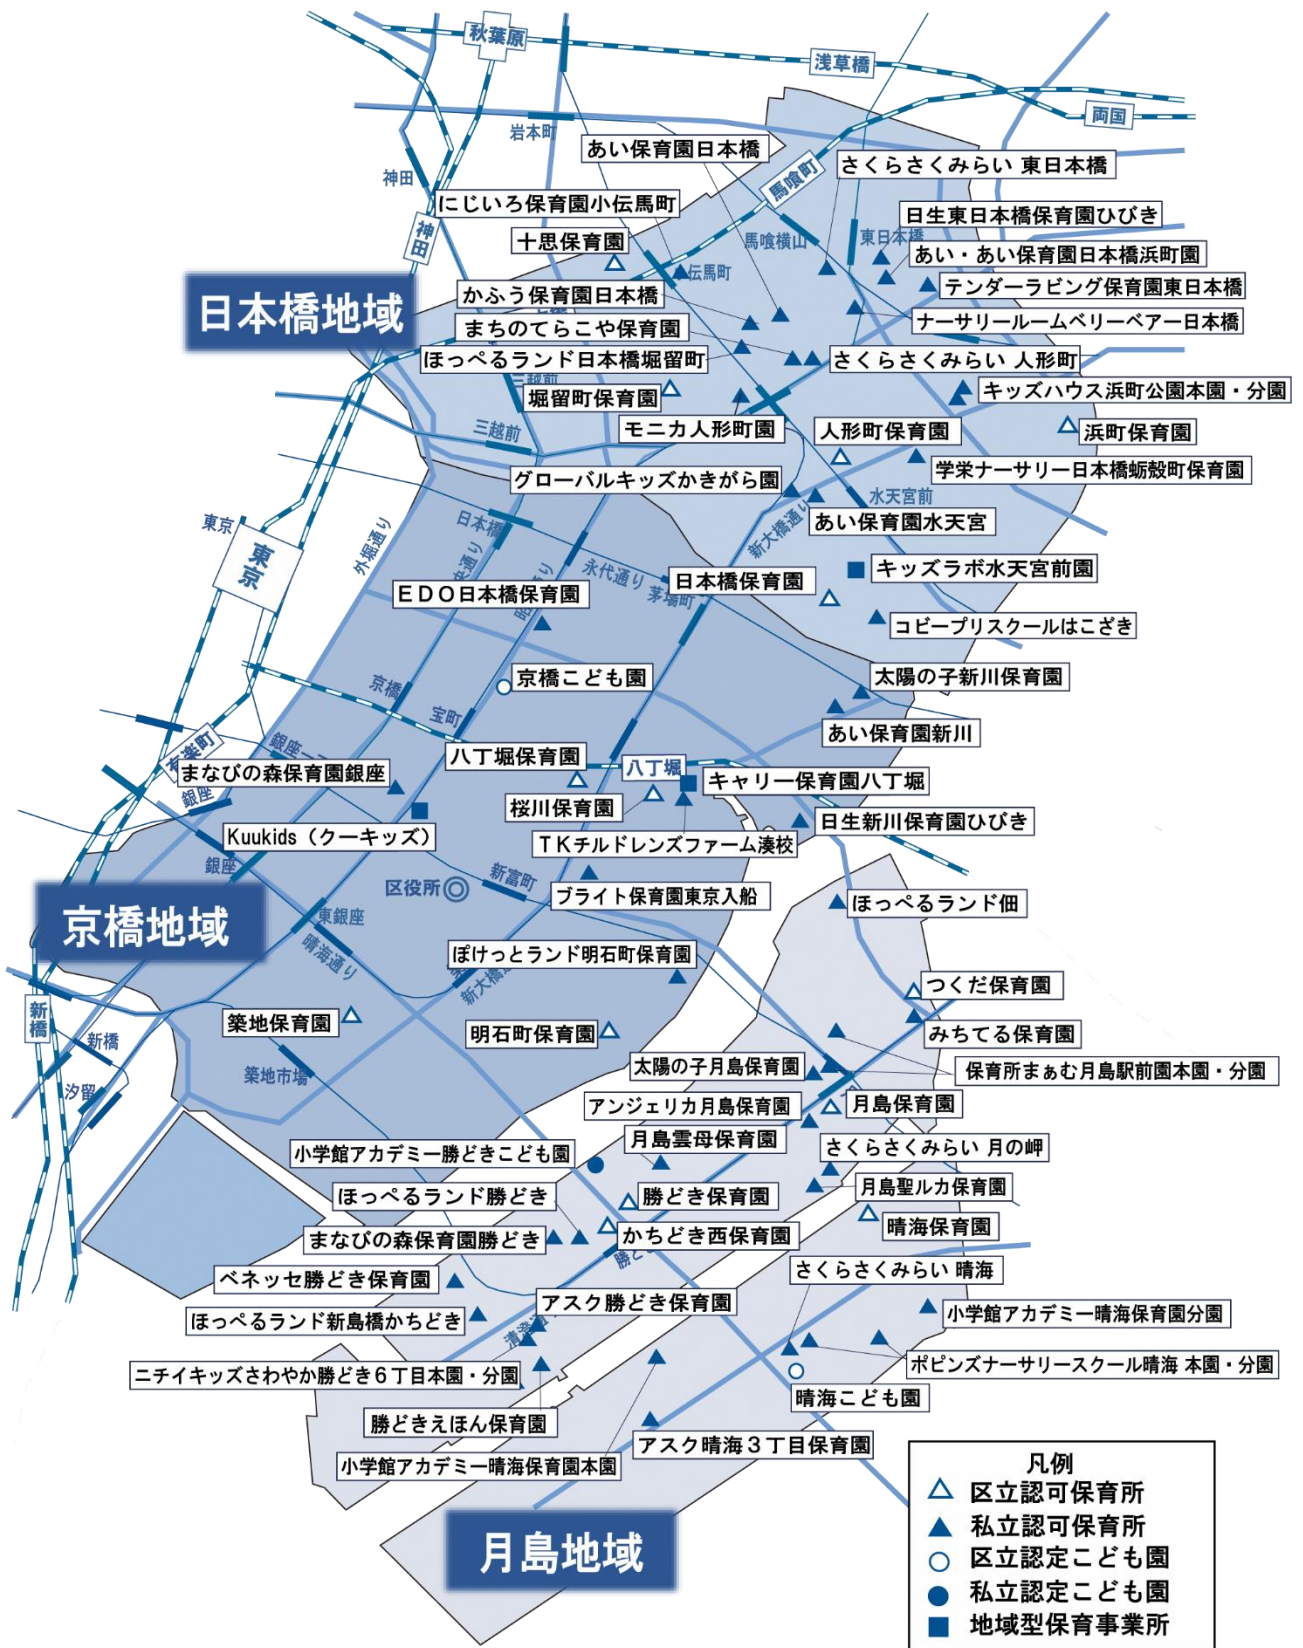 秋葉原
浅草橋
両国
岩本町
あい保育園日本橋
さくらさくみらい 東日本橋
神田
馬喰町
にじいろ保育園小伝馬町
日生東日本橋保育園ひびき
神田
十思保育園
馬喰横山
東日本橋
あい・あい保育園日本橋浜町園
伝馬町
かふう保育園日本橋
テンダーラビング保育園東日本橋
日本橋地域
まちのてらこや保育園
ナーサリールームベリーベアー日本橋
ほっぺるランド日本橋堀留町
さくらさくみらい 人形町
三越前
堀留町保育園
キッズハウス浜町公園本園・分園
三越前
モニカ人形町園
人形町保育園
浜町保育園
グローバルキッズかきがら園
学栄ナーサリー日本橋蛎殻町保育園
水天宮前
東京
日本橋
あい保育園水天宮
外堀通り
新大橋通り
東京
永代通り
茅場町
日本橋保育園
キッズラボ水天宮前園
EDO日本橋保育園
コビープリスクールはこざき
京橋こども園
太陽の子新川保育園
京橋
宝町
あい保育園新川
有楽町
銀座一
八丁堀保育園
八丁堀
まなびの森保育園銀座
キャリー保育園八丁堀
銀座
桜川保育園
Kuukids（クーキッズ）
TKチルドレンズファーム湊校
日生新川保育園ひびき
銀座
区役所
新富町
ブライト保育園東京入船
ほっぺるランド佃
京橋地域
東銀座
晴海通り
ぽけっとランド明石町保育園
新大橋通
つくだ保育園
新橋
築地保育園
明石町保育園
みちてる保育園
新橋
築地市場
太陽の子月島保育園
保育所まぁむ月島駅前園本園・分園
汐留
アンジェリカ月島保育園
月島保育園
月島雲母保育園
さくらさくみらい 月の岬
小学館アカデミー勝どきこども園
月島聖ルカ保育園
ほっぺるランド勝どき
勝どき保育園
晴海保育園
まなびの森保育園勝どき
かちどき西保育園
勝どき
ベネッセ勝どき保育園
さくらさくみらい 晴海
アスク勝どき保育園
小学館アカデミー晴海保育園分園
ほっぺるランド新島橋かちどき
清澄通
ニチイキッズさわやか勝どき6丁目本園・分園
ポピンズナーサリースクール晴海 本園・分園
晴海こども園
勝どきえほん保育園
アスク晴海3丁目保育園
小学館アカデミー晴海保育園本園
月島地域
凡例
区立認可保育所
私立認可保育所
区立認定こども園
私立認定こども園
地域型保育事業所